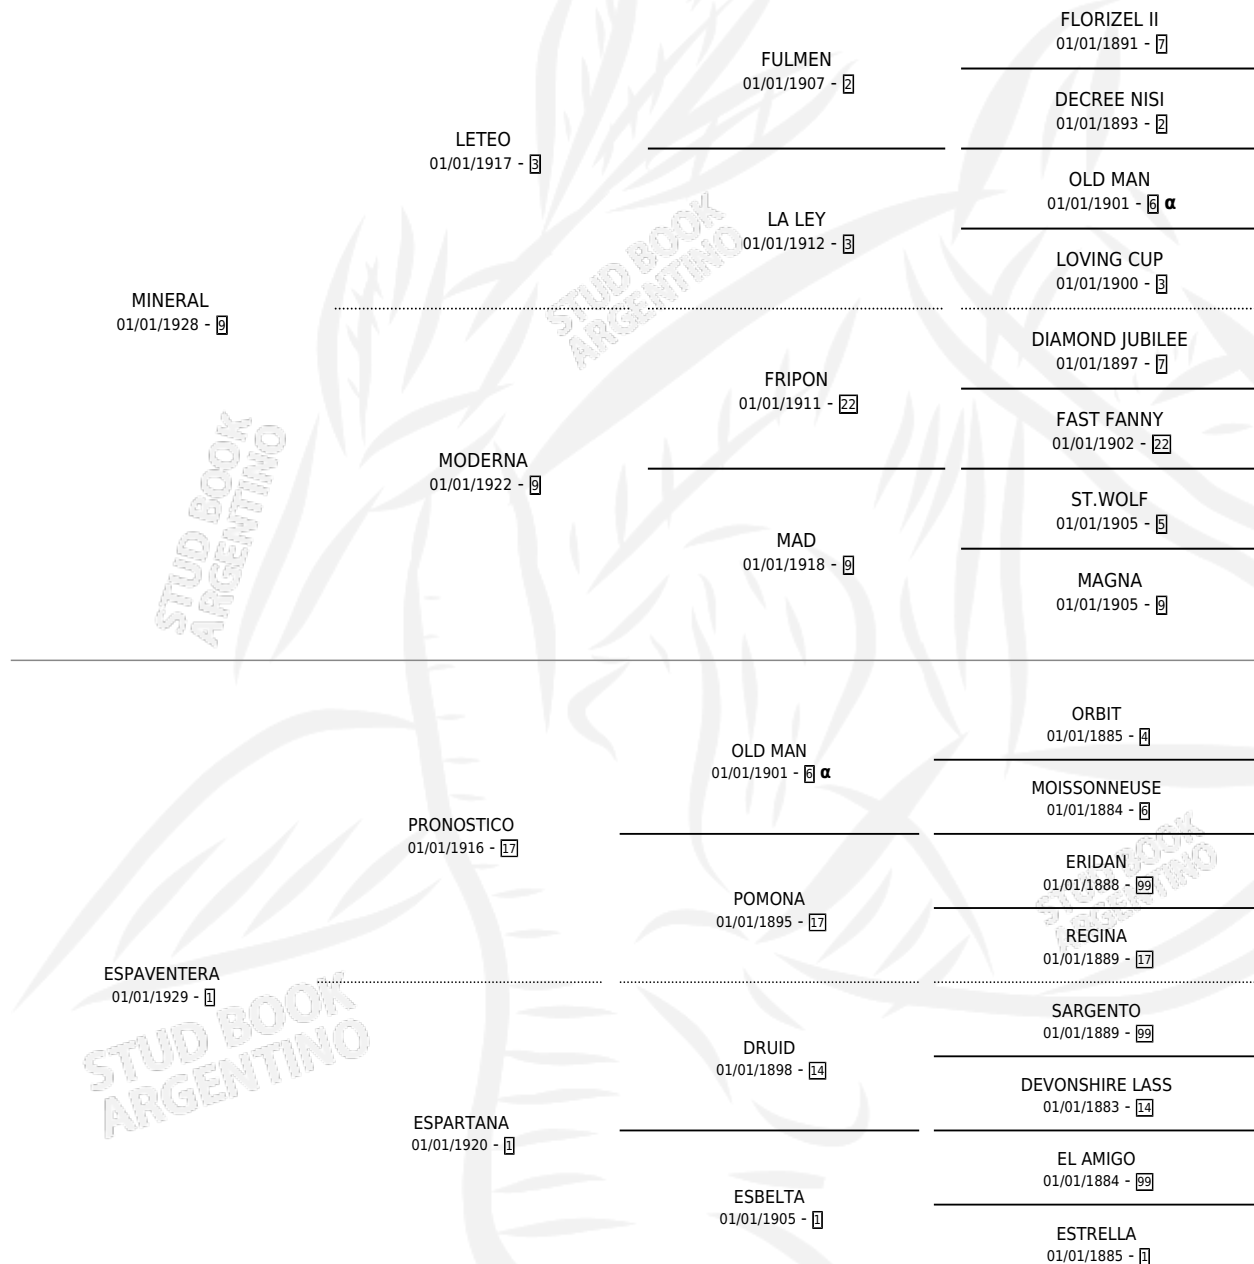 FLORIZEL II
01/01/1891 - 7
FULMEN
01/01/1907 - 2
DECREE NISI
01/01/1893 - 2
LETEO
01/01/1917 - 3
OLD MAN
01/01/1901 - 6 α
LA LEY
01/01/1912 - 3
LOVING CUP
01/01/1900 - 3
MINERAL
01/01/1928 - 9
DIAMOND JUBILEE
01/01/1897 - 7
FRIPON
01/01/1911 - 22
FAST FANNY
01/01/1902 - 22
MODERNA
01/01/1922 - 9
ST.WOLF
01/01/1905 - 5
MAD
01/01/1918 - 9
MAGNA
01/01/1905 - 9
STUD BOOK
ARGENTINO
STUD BOOK
ARGENTINO
ORBIT
01/01/1885 - 4
OLD MAN
01/01/1901 - 6 α
MOISSONNEUSE
01/01/1884 - 6
PRONOSTICO
01/01/1916 - 17
ERIDAN
01/01/1888 - 99
POMONA
01/01/1895 - 17
REGINA
01/01/1889 - 17
ESPAVENTERA
01/01/1929 - 1
SARGENTO
01/01/1889 - 99
DRUID
01/01/1898 - 14
DEVONSHIRE LASS
01/01/1883 - 14
ESPARTANA
01/01/1920 - 1
EL AMIGO
01/01/1884 - 99
ESBELTA
01/01/1905 - 1
ESTRELLA
01/01/1885 - 1
STUD BOOK
ARGENTINO
STUD BOOK
ARGENTINO